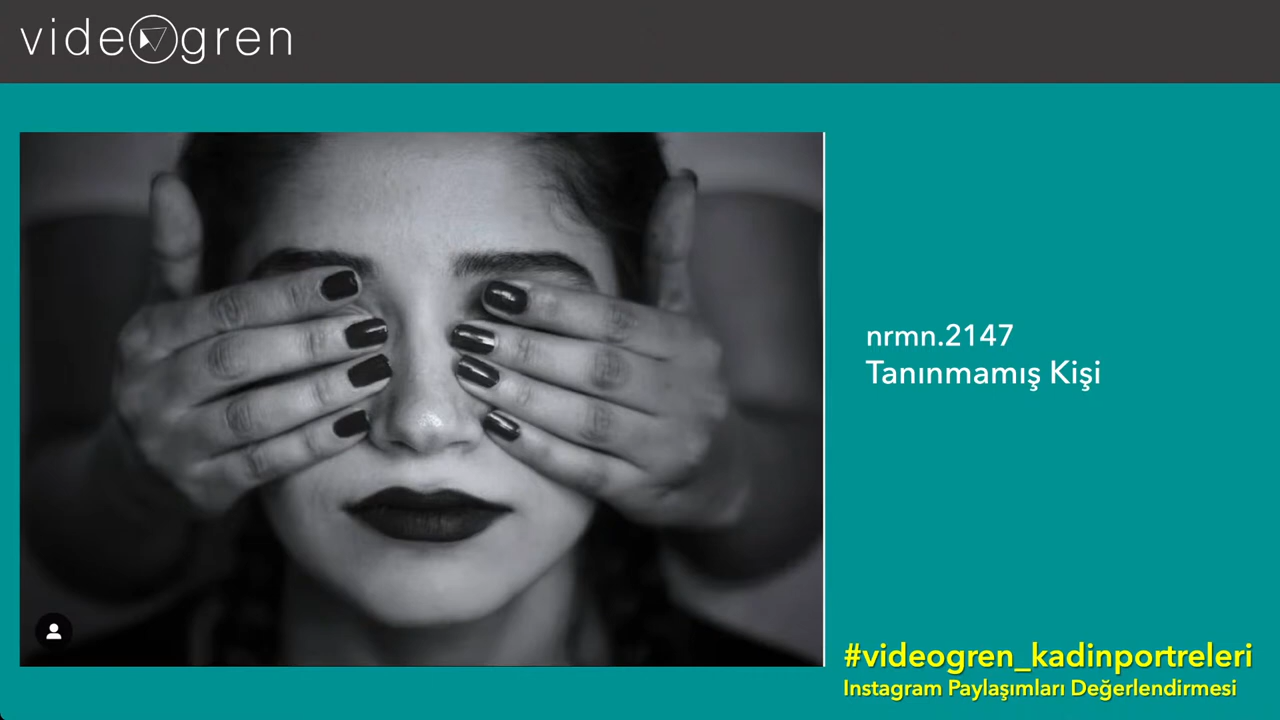 videogren
nrmn.2147
Tanınmamış Kişi
#videogren_kadinportreleri
Instagram Paylaşımları Değerlendirmesi